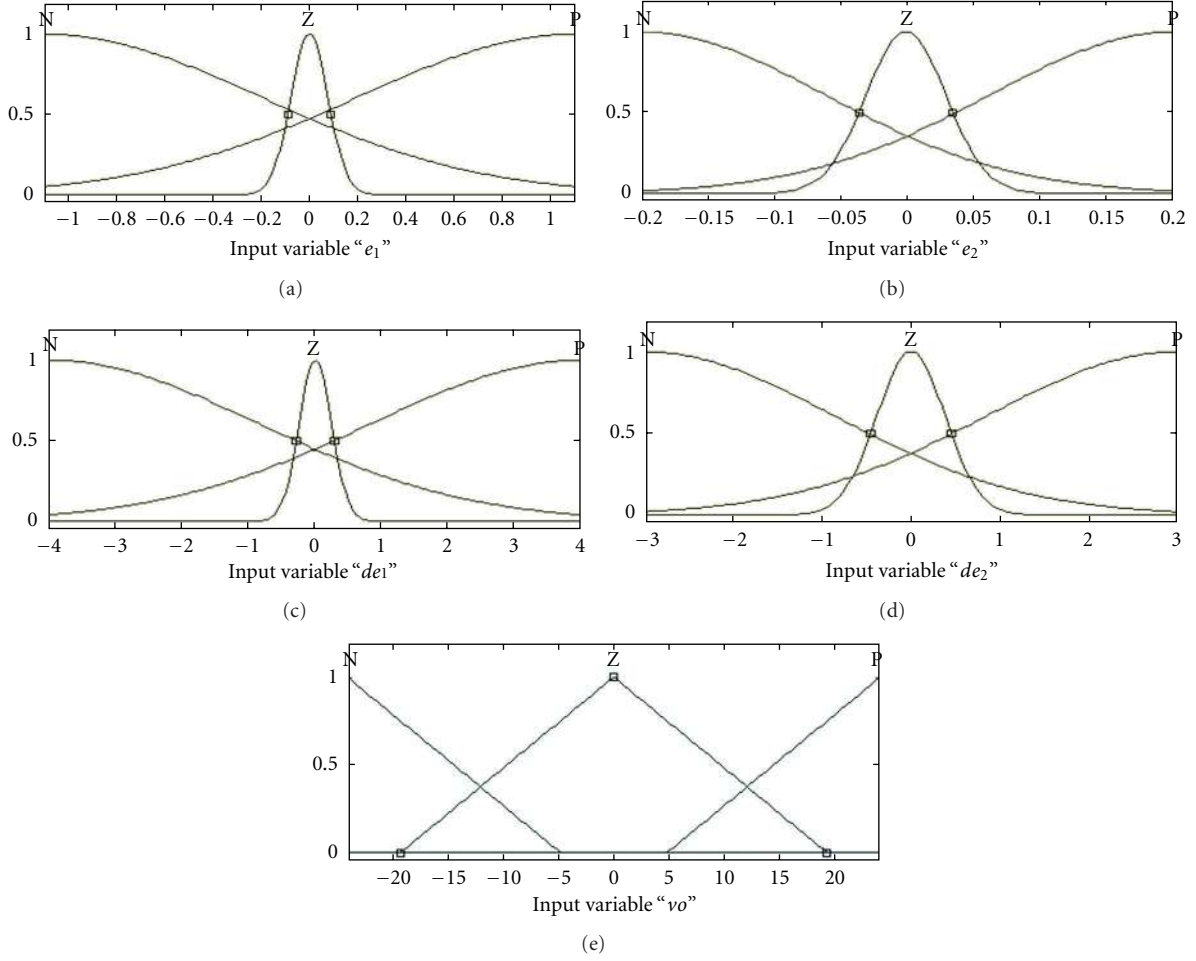 N Z P
1
0.5
0
−1 −0.8 −0.6 −0.4 −0.2 0 0.2 0.4 0.6 0.8 1
Input variable “e₁”
(a)
N Z P
1
0.5
0
−0.2 −0.15 −0.1 −0.05 0 0.05 0.1 0.15 0.2
Input variable “e₂”
(b)
N Z P
1
0.5
0
−4 −3 −2 −1 0 1 2 3 4
Input variable “de₁”
(c)
N Z P
1
0.5
0
−3 −2 −1 0 1 2 3
Input variable “de₂”
(d)
N Z P
1
0.5
0
−20 −15 −10 −5 0 5 10 15 20
Input variable “vo”
(e)